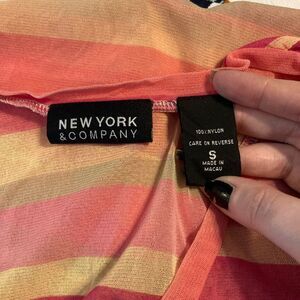 NEW YORK
& COMPANY
100% NYLON
CARE ON REVERSE
S
MADE IN
MACAU